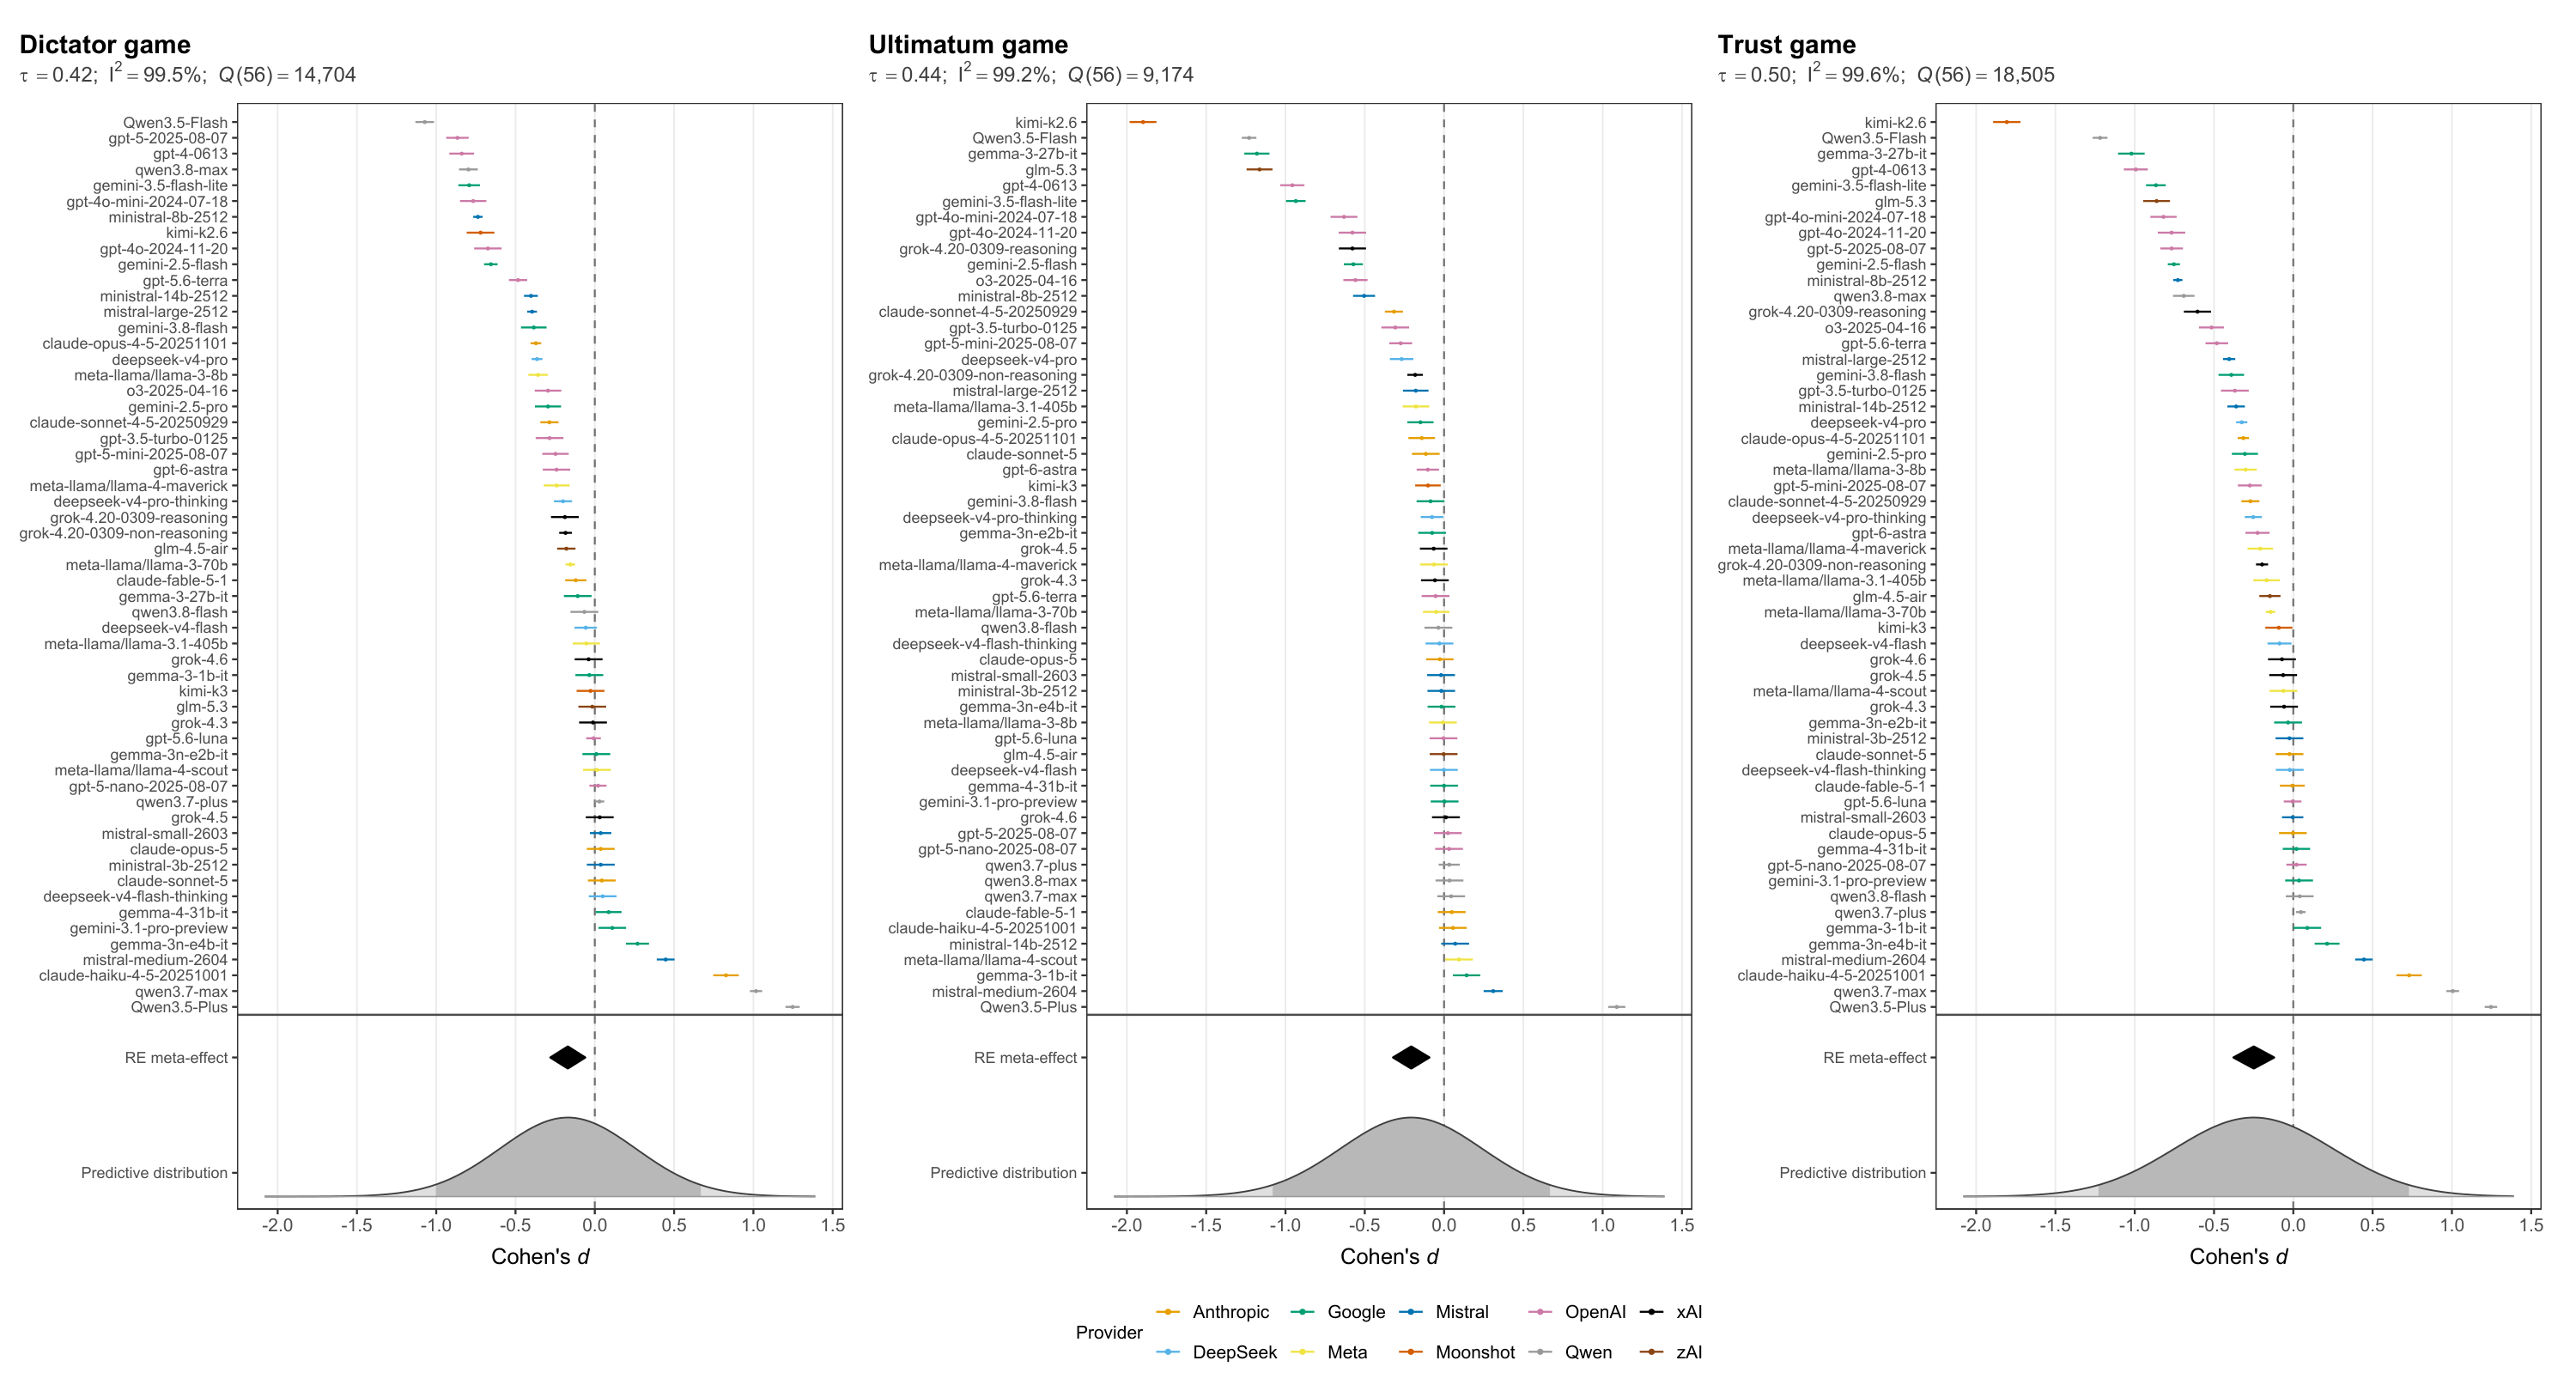 Dictator game
τ = 0.42; I² = 99.5%; Q(56) = 14,704
Qwen3.5-Flash
gpt-5-2025-08-07
gpt-4-0613
qwen3.8-max
gemini-3.5-flash-lite
gpt-4o-mini-2024-07-18
ministral-8b-2512
kimi-k2.6
gpt-4o-2024-11-20
gemini-2.5-flash
gpt-5.6-terra
ministral-14b-2512
mistral-large-2512
gemini-3.8-flash
claude-opus-4-5-20251101
deepseek-v4-pro
meta-llama/llama-3-8b
o3-2025-04-16
gemini-2.5-pro
claude-sonnet-4-5-20250929
gpt-3.5-turbo-0125
gpt-5-mini-2025-08-07
gpt-6-astra
meta-llama/llama-4-maverick
deepseek-v4-pro-thinking
grok-4.20-0309-reasoning
grok-4.20-0309-non-reasoning
glm-4.5-air
meta-llama/llama-3-70b
claude-fable-5-1
gemma-3-27b-it
qwen3.8-flash
deepseek-v4-flash
meta-llama/llama-3.1-405b
grok-4.6
gemma-3-1b-it
kimi-k3
glm-5.3
grok-4.3
gpt-5.6-luna
gemma-3n-e2b-it
meta-llama/llama-4-scout
gpt-5-nano-2025-08-07
qwen3.7-plus
grok-4.5
mistral-small-2603
claude-opus-5
ministral-3b-2512
claude-sonnet-5
deepseek-v4-flash-thinking
gemma-4-31b-it
gemini-3.1-pro-preview
gemma-3n-e4b-it
mistral-medium-2604
claude-haiku-4-5-20251001
qwen3.7-max
Qwen3.5-Plus
RE meta-effect
Predictive distribution
-2.0 -1.5 -1.0 -0.5 0.0 0.5 1.0 1.5
Cohen's d
Ultimatum game
τ = 0.44; I² = 99.2%; Q(56) = 9,174
kimi-k2.6
Qwen3.5-Flash
gemma-3-27b-it
glm-5.3
gpt-4-0613
gemini-3.5-flash-lite
gpt-4o-mini-2024-07-18
gpt-4o-2024-11-20
grok-4.20-0309-reasoning
gemini-2.5-flash
o3-2025-04-16
ministral-8b-2512
claude-sonnet-4-5-20250929
gpt-3.5-turbo-0125
gpt-5-mini-2025-08-07
deepseek-v4-pro
grok-4.20-0309-non-reasoning
mistral-large-2512
meta-llama/llama-3.1-405b
gemini-2.5-pro
claude-opus-4-5-20251101
claude-sonnet-5
gpt-6-astra
kimi-k3
gemini-3.8-flash
deepseek-v4-pro-thinking
gemma-3n-e2b-it
grok-4.5
meta-llama/llama-4-maverick
grok-4.3
gpt-5.6-terra
meta-llama/llama-3-70b
qwen3.8-flash
deepseek-v4-flash-thinking
claude-opus-5
mistral-small-2603
ministral-3b-2512
gemma-3n-e4b-it
meta-llama/llama-3-8b
gpt-5.6-luna
glm-4.5-air
deepseek-v4-flash
gemma-4-31b-it
gemini-3.1-pro-preview
grok-4.6
gpt-5-2025-08-07
gpt-5-nano-2025-08-07
qwen3.7-plus
qwen3.8-max
qwen3.7-max
claude-fable-5-1
claude-haiku-4-5-20251001
ministral-14b-2512
meta-llama/llama-4-scout
gemma-3-1b-it
mistral-medium-2604
Qwen3.5-Plus
RE meta-effect
Predictive distribution
-2.0 -1.5 -1.0 -0.5 0.0 0.5 1.0 1.5
Cohen's d
Trust game
τ = 0.50; I² = 99.6%; Q(56) = 18,505
kimi-k2.6
Qwen3.5-Flash
gemma-3-27b-it
gpt-4-0613
gemini-3.5-flash-lite
glm-5.3
gpt-4o-mini-2024-07-18
gpt-4o-2024-11-20
gpt-5-2025-08-07
gemini-2.5-flash
ministral-8b-2512
qwen3.8-max
grok-4.20-0309-reasoning
o3-2025-04-16
gpt-5.6-terra
mistral-large-2512
gemini-3.8-flash
gpt-3.5-turbo-0125
ministral-14b-2512
deepseek-v4-pro
claude-opus-4-5-20251101
gemini-2.5-pro
meta-llama/llama-3-8b
gpt-5-mini-2025-08-07
claude-sonnet-4-5-20250929
deepseek-v4-pro-thinking
gpt-6-astra
meta-llama/llama-4-maverick
grok-4.20-0309-non-reasoning
meta-llama/llama-3.1-405b
glm-4.5-air
meta-llama/llama-3-70b
kimi-k3
deepseek-v4-flash
grok-4.6
grok-4.5
meta-llama/llama-4-scout
grok-4.3
gemma-3n-e2b-it
ministral-3b-2512
claude-sonnet-5
deepseek-v4-flash-thinking
claude-fable-5-1
gpt-5.6-luna
mistral-small-2603
claude-opus-5
gemma-4-31b-it
gpt-5-nano-2025-08-07
gemini-3.1-pro-preview
qwen3.8-flash
qwen3.7-plus
gemma-3-1b-it
gemma-3n-e4b-it
mistral-medium-2604
claude-haiku-4-5-20251001
qwen3.7-max
Qwen3.5-Plus
RE meta-effect
Predictive distribution
-2.0 -1.5 -1.0 -0.5 0.0 0.5 1.0 1.5
Cohen's d
Provider
Anthropic Google Mistral OpenAI xAI
DeepSeek Meta Moonshot Qwen zAI